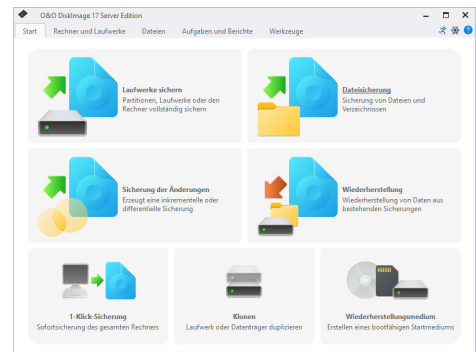 O&O DiskImage 17 Server Edition
Start Rechner und Laufwerke Dateien Aufgaben und Berichte Werkzeuge
Laufwerke sichern
Partitionen, Laufwerke oder den
Rechner vollständig sichern
Dateisicherung
Sicherung von Dateien und
Verzeichnissen
Sicherung der Änderungen
Erzeugt eine inkrementelle oder
differentielle Sicherung
Wiederherstellung
Wiederherstellung von Daten aus
bestehenden Sicherungen
1-Klick-Sicherung
Sofortsicherung des gesamten Rechners
Klonen
Laufwerk oder Datenträger duplizieren
Wiederherstellungsmedium
Erstellen eines bootfähigen Startmediums